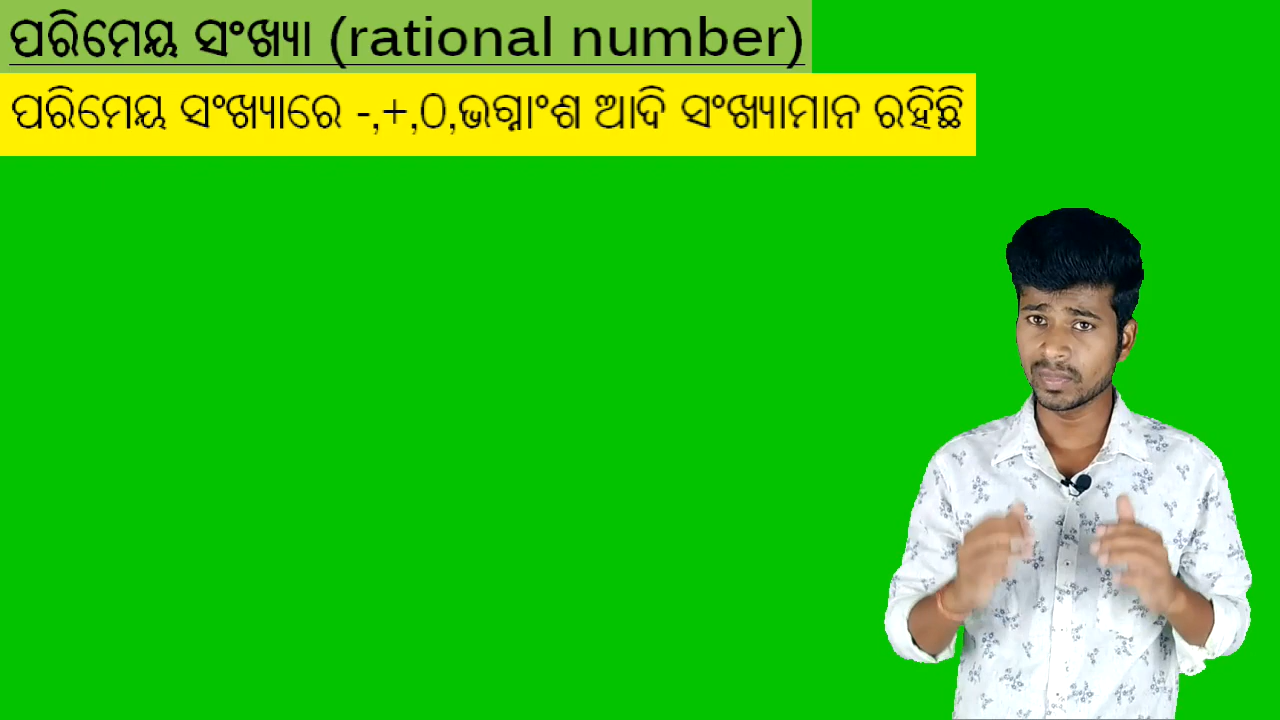 ପରିମେୟ ସଂଖ୍ୟା (rational number)
ପରିମେୟ ସଂଖ୍ୟାରେ -,+,0,ଭଗ୍ନାଂଶ ଆଦି ସଂଖ୍ୟାମାନ ରହିଛି